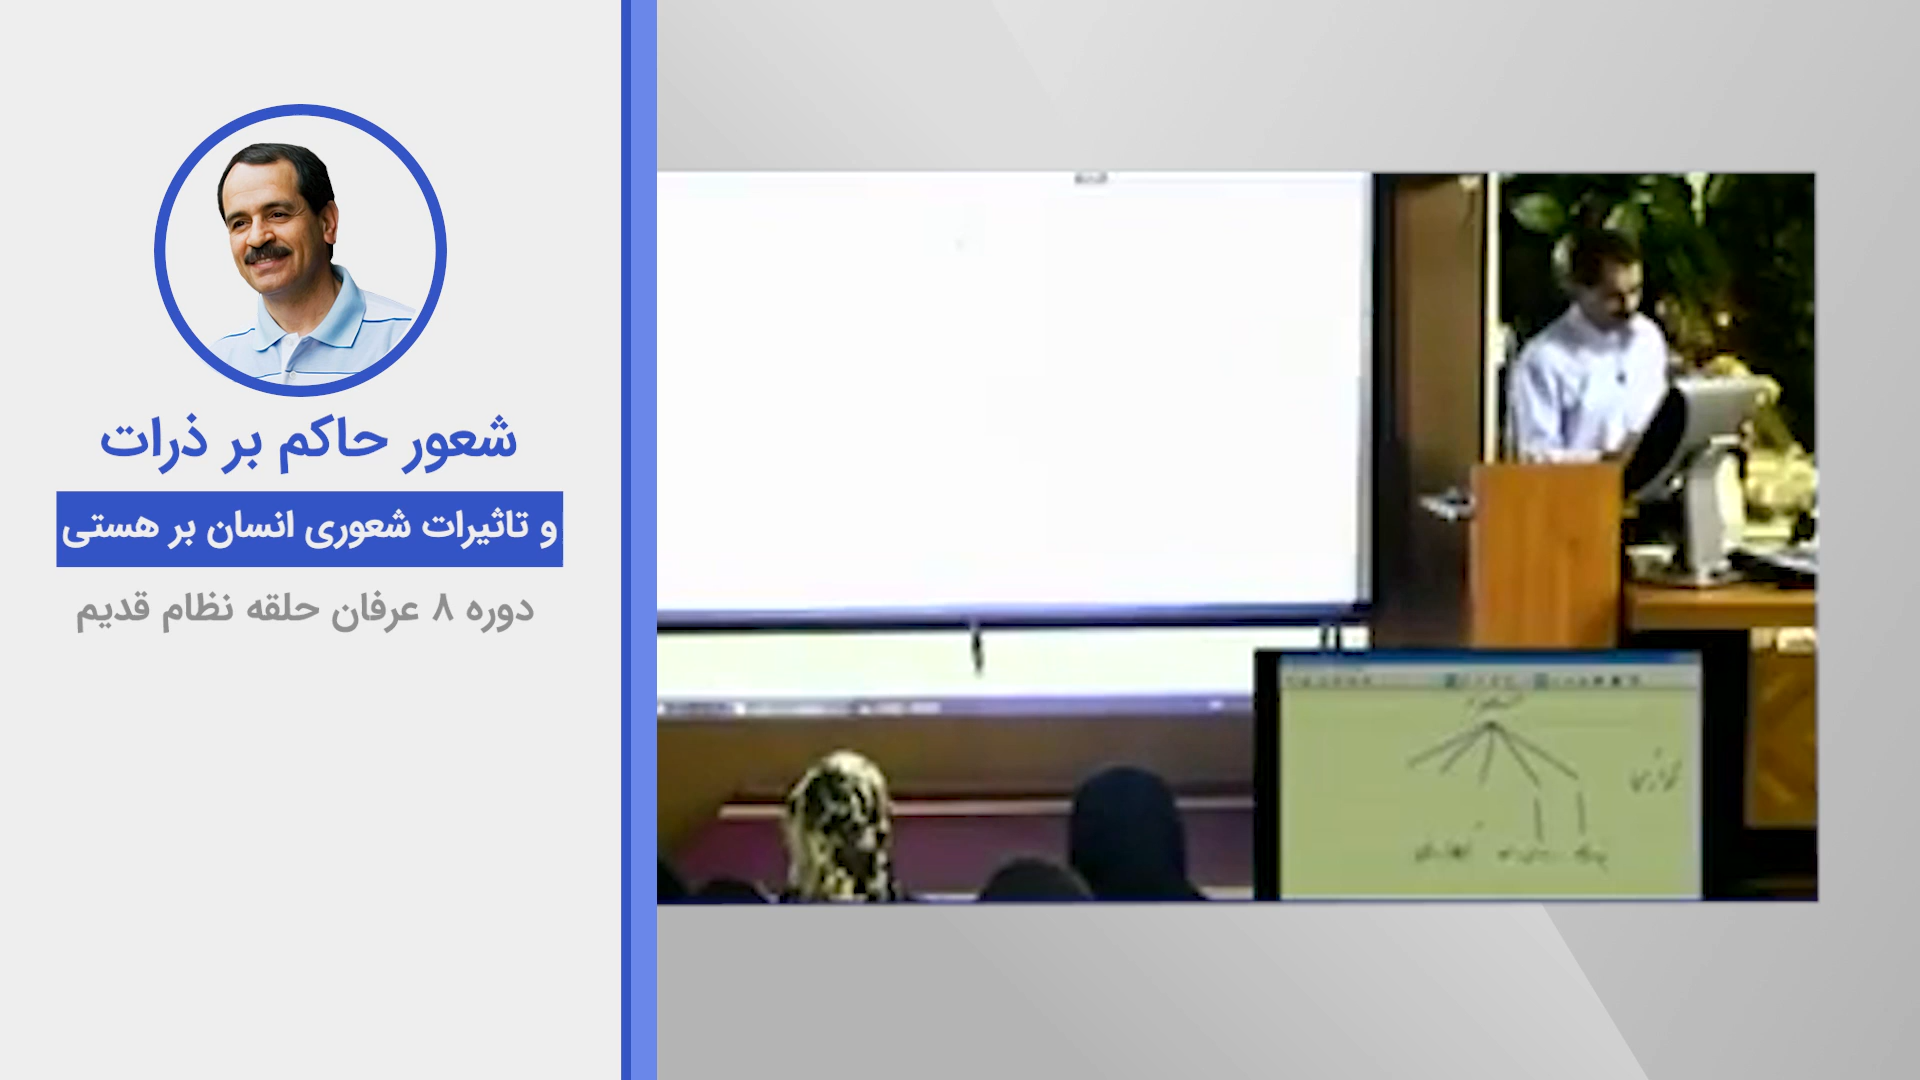 شعور حاکم بر ذرات
و تاثیرات شعوری انسان بر هستی
دوره ۸ عرفان حلقه نظام قدیم